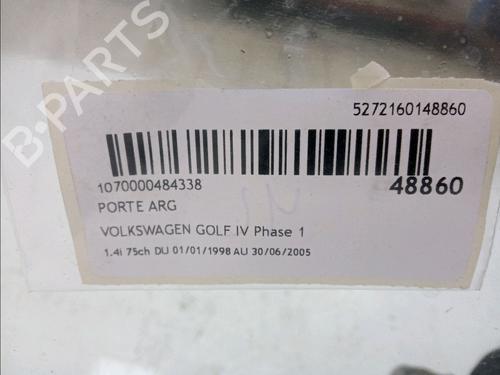 5272160148860
1070000484338
48860
PORTE ARG
VOLKSWAGEN GOLF IV Phase 1
1.4i 75ch DU 01/01/1998 AU 30/06/2005
B-PARTS